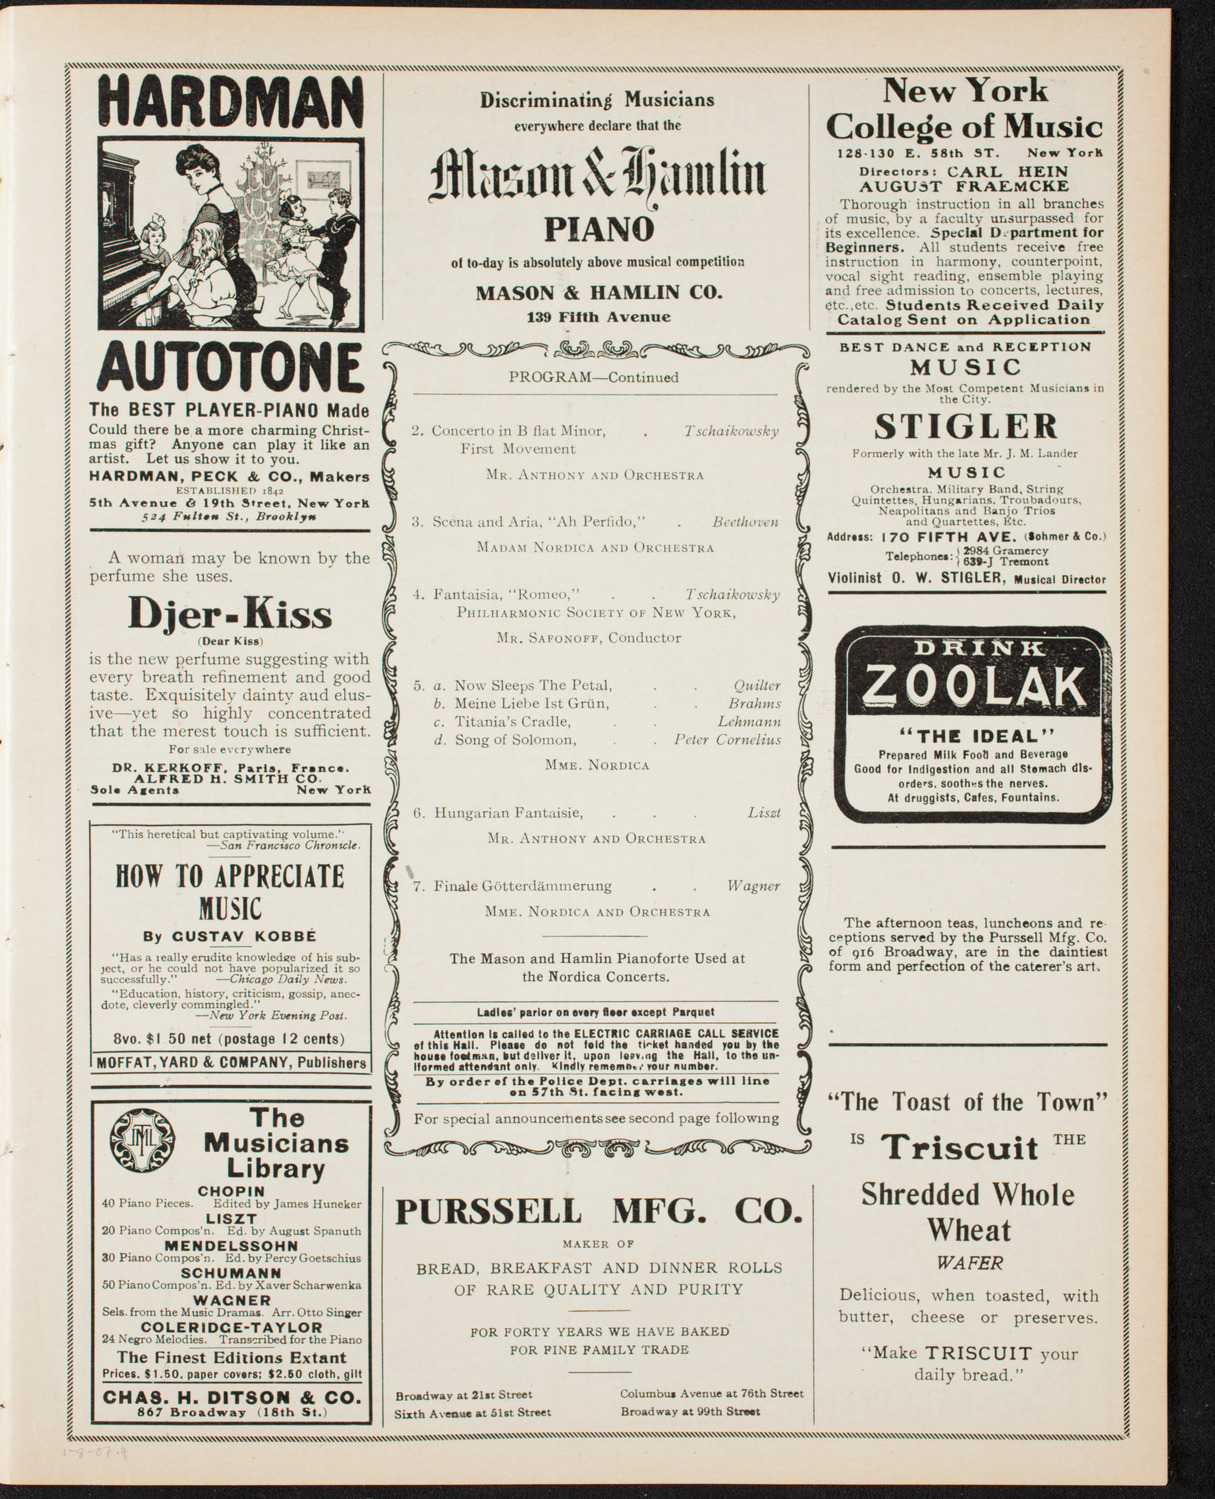 HARDMAN
AUTOTONE
The BEST PLAYER-PIANO Made
Could there be a more charming Christ-
mas gift? Anyone can play it like an
artist. Let us show it to you.
HARDMAN, PECK & CO., Makers
ESTABLISHED 1842
5th Avenue & 19th Street, New York
524 Fulton St., Brooklyn
A woman may be known by the
perfume she uses.
Djer-Kiss
(Dear Kiss)
is the new perfume suggesting with
every breath refinement and good
taste. Exquisitely dainty aud elus-
ive—yet so highly concentrated
that the merest touch is sufficient.
For sale everywhere
DR. KERKOFF, Paris, France.
ALFRED H. SMITH CO.
Sole Agents New York
"This heretical but captivating volume."
—San Francisco Chronicle.
HOW TO APPRECIATE
MUSIC
By GUSTAV KOBBÉ
"Has a really erudite knowledge of his sub-
ject, or he could not have popularized it so
successfully." —Chicago Daily News.
"Education, history, criticism, gossip, anec-
dote, cleverly commingled."
—New York Evening Post.
8vo. $1.50 net (postage 12 cents)
MOFFAT, YARD & COMPANY, Publishers
The
Musicians
Library
CHOPIN
40 Piano Pieces. Edited by James Huneker
LISZT
20 Piano Compos'n. Ed. by August Spanuth
MENDELSSOHN
30 Piano Compos'n. Ed. by Percy Goetschius
SCHUMANN
50 Piano Compos'n. Ed. by Xaver Scharwenka
WAGNER
Sels. from the Music Dramas. Arr. Otto Singer
COLERIDGE-TAYLOR
24 Negro Melodies. Transcribed for the Piano
The Finest Editions Extant
Prices, $1.50, paper covers; $2.50 cloth, gilt
CHAS. H. DITSON & CO.
867 Broadway (18th St.)
Discriminating Musicians
everywhere declare that the
Mason & Hamlin
PIANO
of to-day is absolutely above musical competition
MASON & HAMLIN CO.
139 Fifth Avenue
PROGRAM—Continued
2. Concerto in B flat Minor, . Tschaikowsky
First Movement
MR. ANTHONY AND ORCHESTRA
3. Scena and Aria, "Ah Perfido," . Beethoven
MADAM NORDICA AND ORCHESTRA
4. Fantaisia, "Romeo," . . Tschaikowsky
PHILHARMONIC SOCIETY OF NEW YORK,
MR. SAFONOFF, Conductor
5. a. Now Sleeps The Petal, . . Quilter
b. Meine Liebe Ist Grün, . . Brahms
c. Titania's Cradle, . . Lehmann
d. Song of Solomon, . . Peter Cornelius
MME. NORDICA
6. Hungarian Fantaisie, . . . Liszt
MR. ANTHONY AND ORCHESTRA
7. Finale Götterdämmerung . . Wagner
MME. NORDICA AND ORCHESTRA
The Mason and Hamlin Pianoforte Used at
the Nordica Concerts.
Ladies' parlor on every floor except Parquet
Attention is called to the ELECTRIC CARRIAGE CALL SERVICE
of this Hall. Please do not fold the ticket handed you by the
house footman, but deliver it, upon leaving the Hall, to the un-
iformed attendant only. Kindly remember your number.
By order of the Police Dept. carriages will line
on 57th St. facing west.
For special announcements see second page following
PURSSELL MFG. CO.
MAKER OF
BREAD, BREAKFAST AND DINNER ROLLS
OF RARE QUALITY AND PURITY
FOR FORTY YEARS WE HAVE BAKED
FOR FINE FAMILY TRADE
Broadway at 21st Street Columbus Avenue at 76th Street
Sixth Avenue at 51st Street Broadway at 99th Street
New York
College of Music
128-130 E. 58th ST. New York
Directors: CARL HEIN
AUGUST FRAEMCKE
Thorough instruction in all branches
of music, by a faculty unsurpassed for
its excellence. Special D.partment for
Beginners. All students receive free
instruction in harmony, counterpoint,
vocal sight reading, ensemble playing
and free admission to concerts, lectures,
etc., etc. Students Received Daily
Catalog Sent on Application
BEST DANCE and RECEPTION
MUSIC
rendered by the Most Competent Musicians in
the City.
STIGLER
Formerly with the late Mr. J. M. Lander
MUSIC
Orchestra, Military Band, String
Quintettes, Hungarians, Troubadours,
Neapolitans and Banjo Trios
and Quartettes, Etc.
Address: 170 FIFTH AVE. (Sohmer & Co.)
Telephones: { 2984 Gramercy
639-J Tremont
Violinist O. W. STIGLER, Musical Director
DRINK
ZOOLAK
"THE IDEAL"
Prepared Milk Food and Beverage
Good for Indigestion and all Stomach dis-
orders, soothes the nerves.
At druggists, Cafes, Fountains.
The afternoon teas, luncheons and re-
ceptions served by the Purssell Mfg. Co.
of 916 Broadway, are in the daintiest
form and perfection of the caterer's art.
"The Toast of the Town"
IS Triscuit THE
Shredded Whole
Wheat
WAFER
Delicious, when toasted, with
butter, cheese or preserves.
"Make TRISCUIT your
daily bread."
1-8-07.9